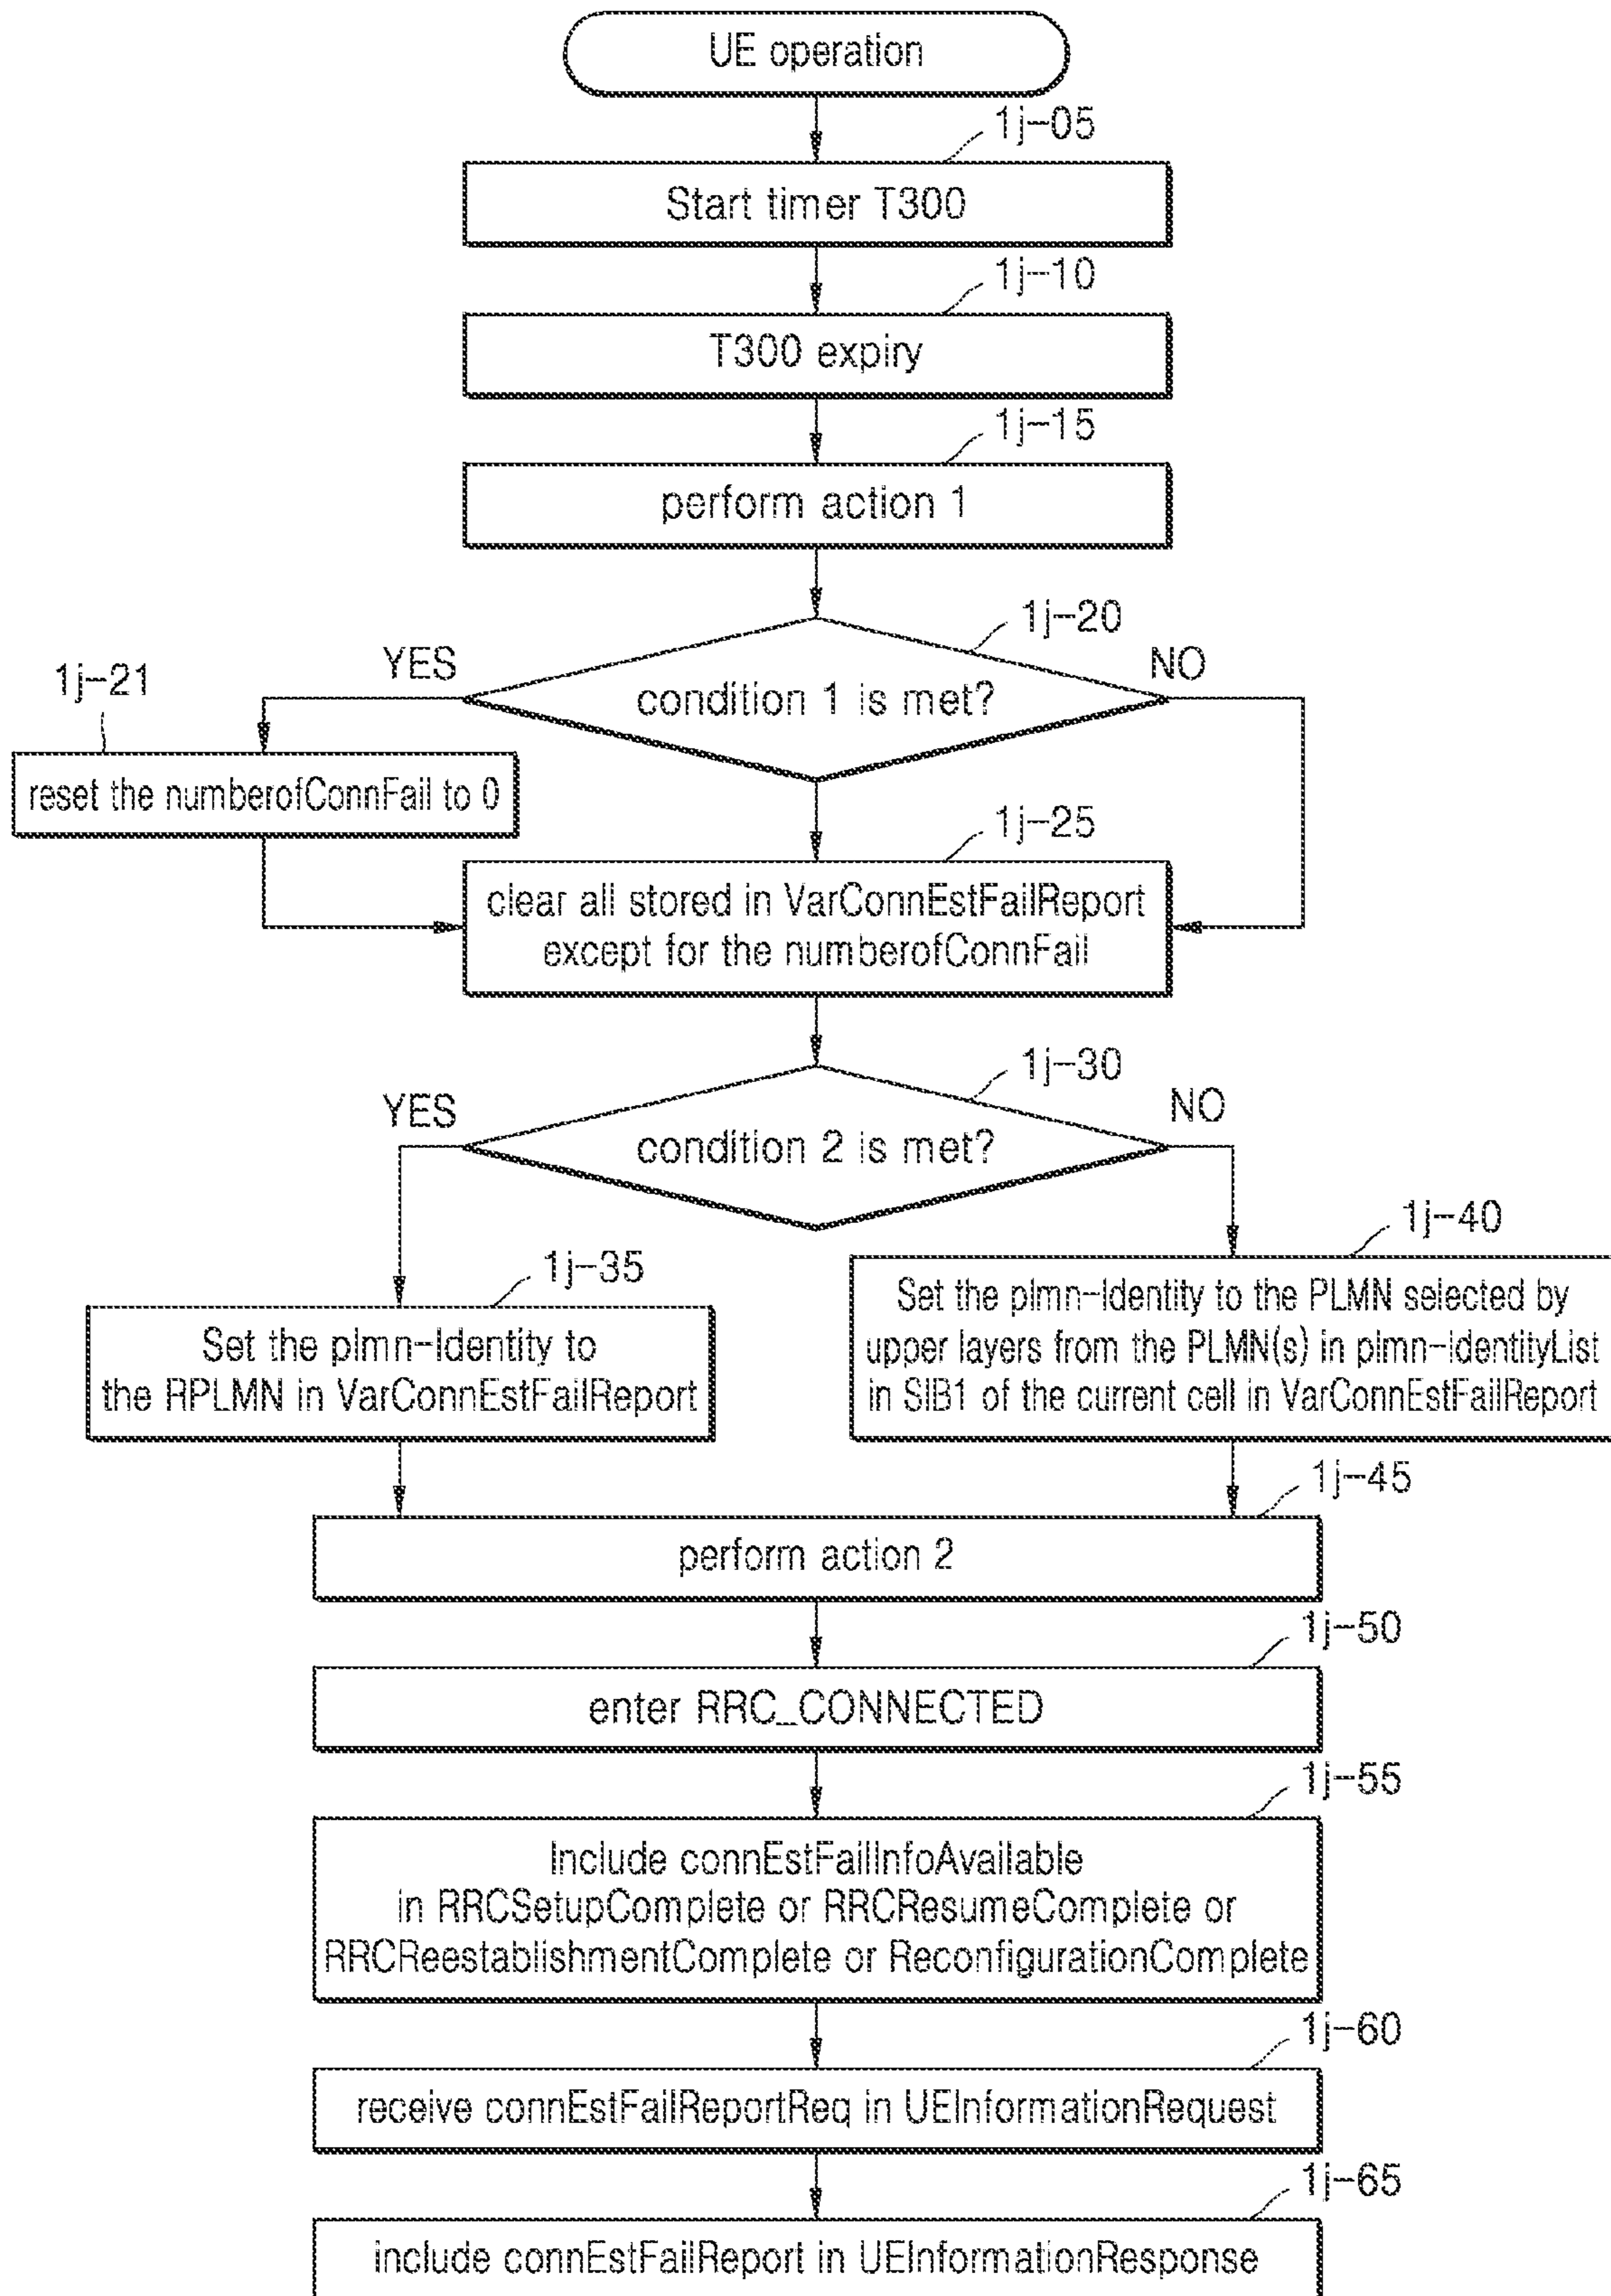 UE operation
1j-05
Start timer T300
1j-10
T300 expiry
1j-15
perform action 1
1j-20
YES
NO
condition 1 is met?
1j-21
reset the numberofConnFail to 0
1j-25
clear all stored in VarConnEstFailReport
except for the numberofConnFail
1j-30
YES
NO
condition 2 is met?
1j-35
Set the plmn-Identity to
the RPLMN in VarConnEstFailReport
1j-40
Set the plmn-Identity to the PLMN selected by
upper layers from the PLMN(s) in plmn-IdentityList
in SIB1 of the current cell in VarConnEstFailReport
1j-45
perform action 2
1j-50
enter RRC_CONNECTED
1j-55
Include connEstFailInfoAvailable
in RRCSetupComplete or RRCResumeComplete or
RRCReestablishmentComplete or ReconfigurationComplete
1j-60
receive connEstFailReportReq in UEInformationRequest
1j-65
include connEstFailReport in UEInformationResponse